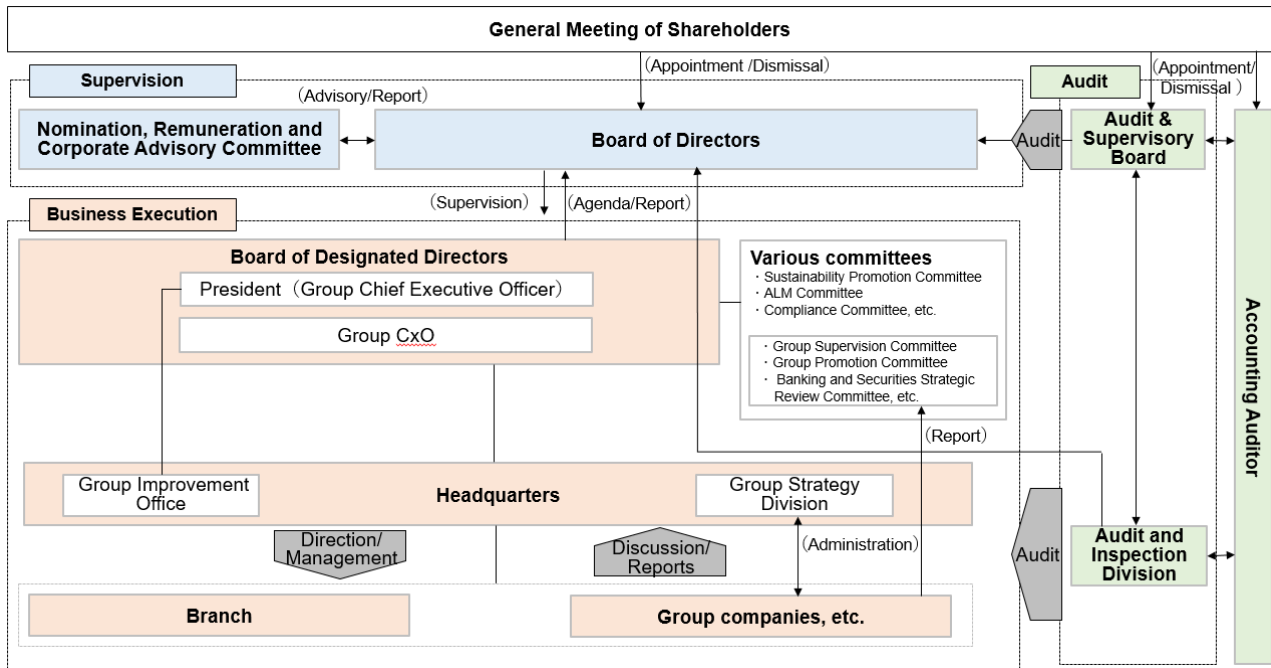 General Meeting of Shareholders
Supervision
（Appointment /Dismissal）
Audit
（Appointment/
Dismissal ）
（Advisory/Report）
Nomination, Remuneration and
Corporate Advisory Committee
Board of Directors
Audit
Audit &
Supervisory
Board
（Supervision）
（Agenda/Report）
Business Execution
Board of Designated Directors
President（Group Chief Executive Officer）
Group CxO
Various committees
・Sustainability Promotion Committee
・ALM Committee
・Compliance Committee, etc.
・Group Supervision Committee
・Group Promotion Committee
・ Banking and Securities Strategic
Review Committee, etc.
Accounting Auditor
（Report）
Group Improvement
Office
Headquarters
Group Strategy
Division
Direction/
Management
Discussion/
Reports
（Administration）
Audit
Audit and
Inspection
Division
Branch
Group companies, etc.